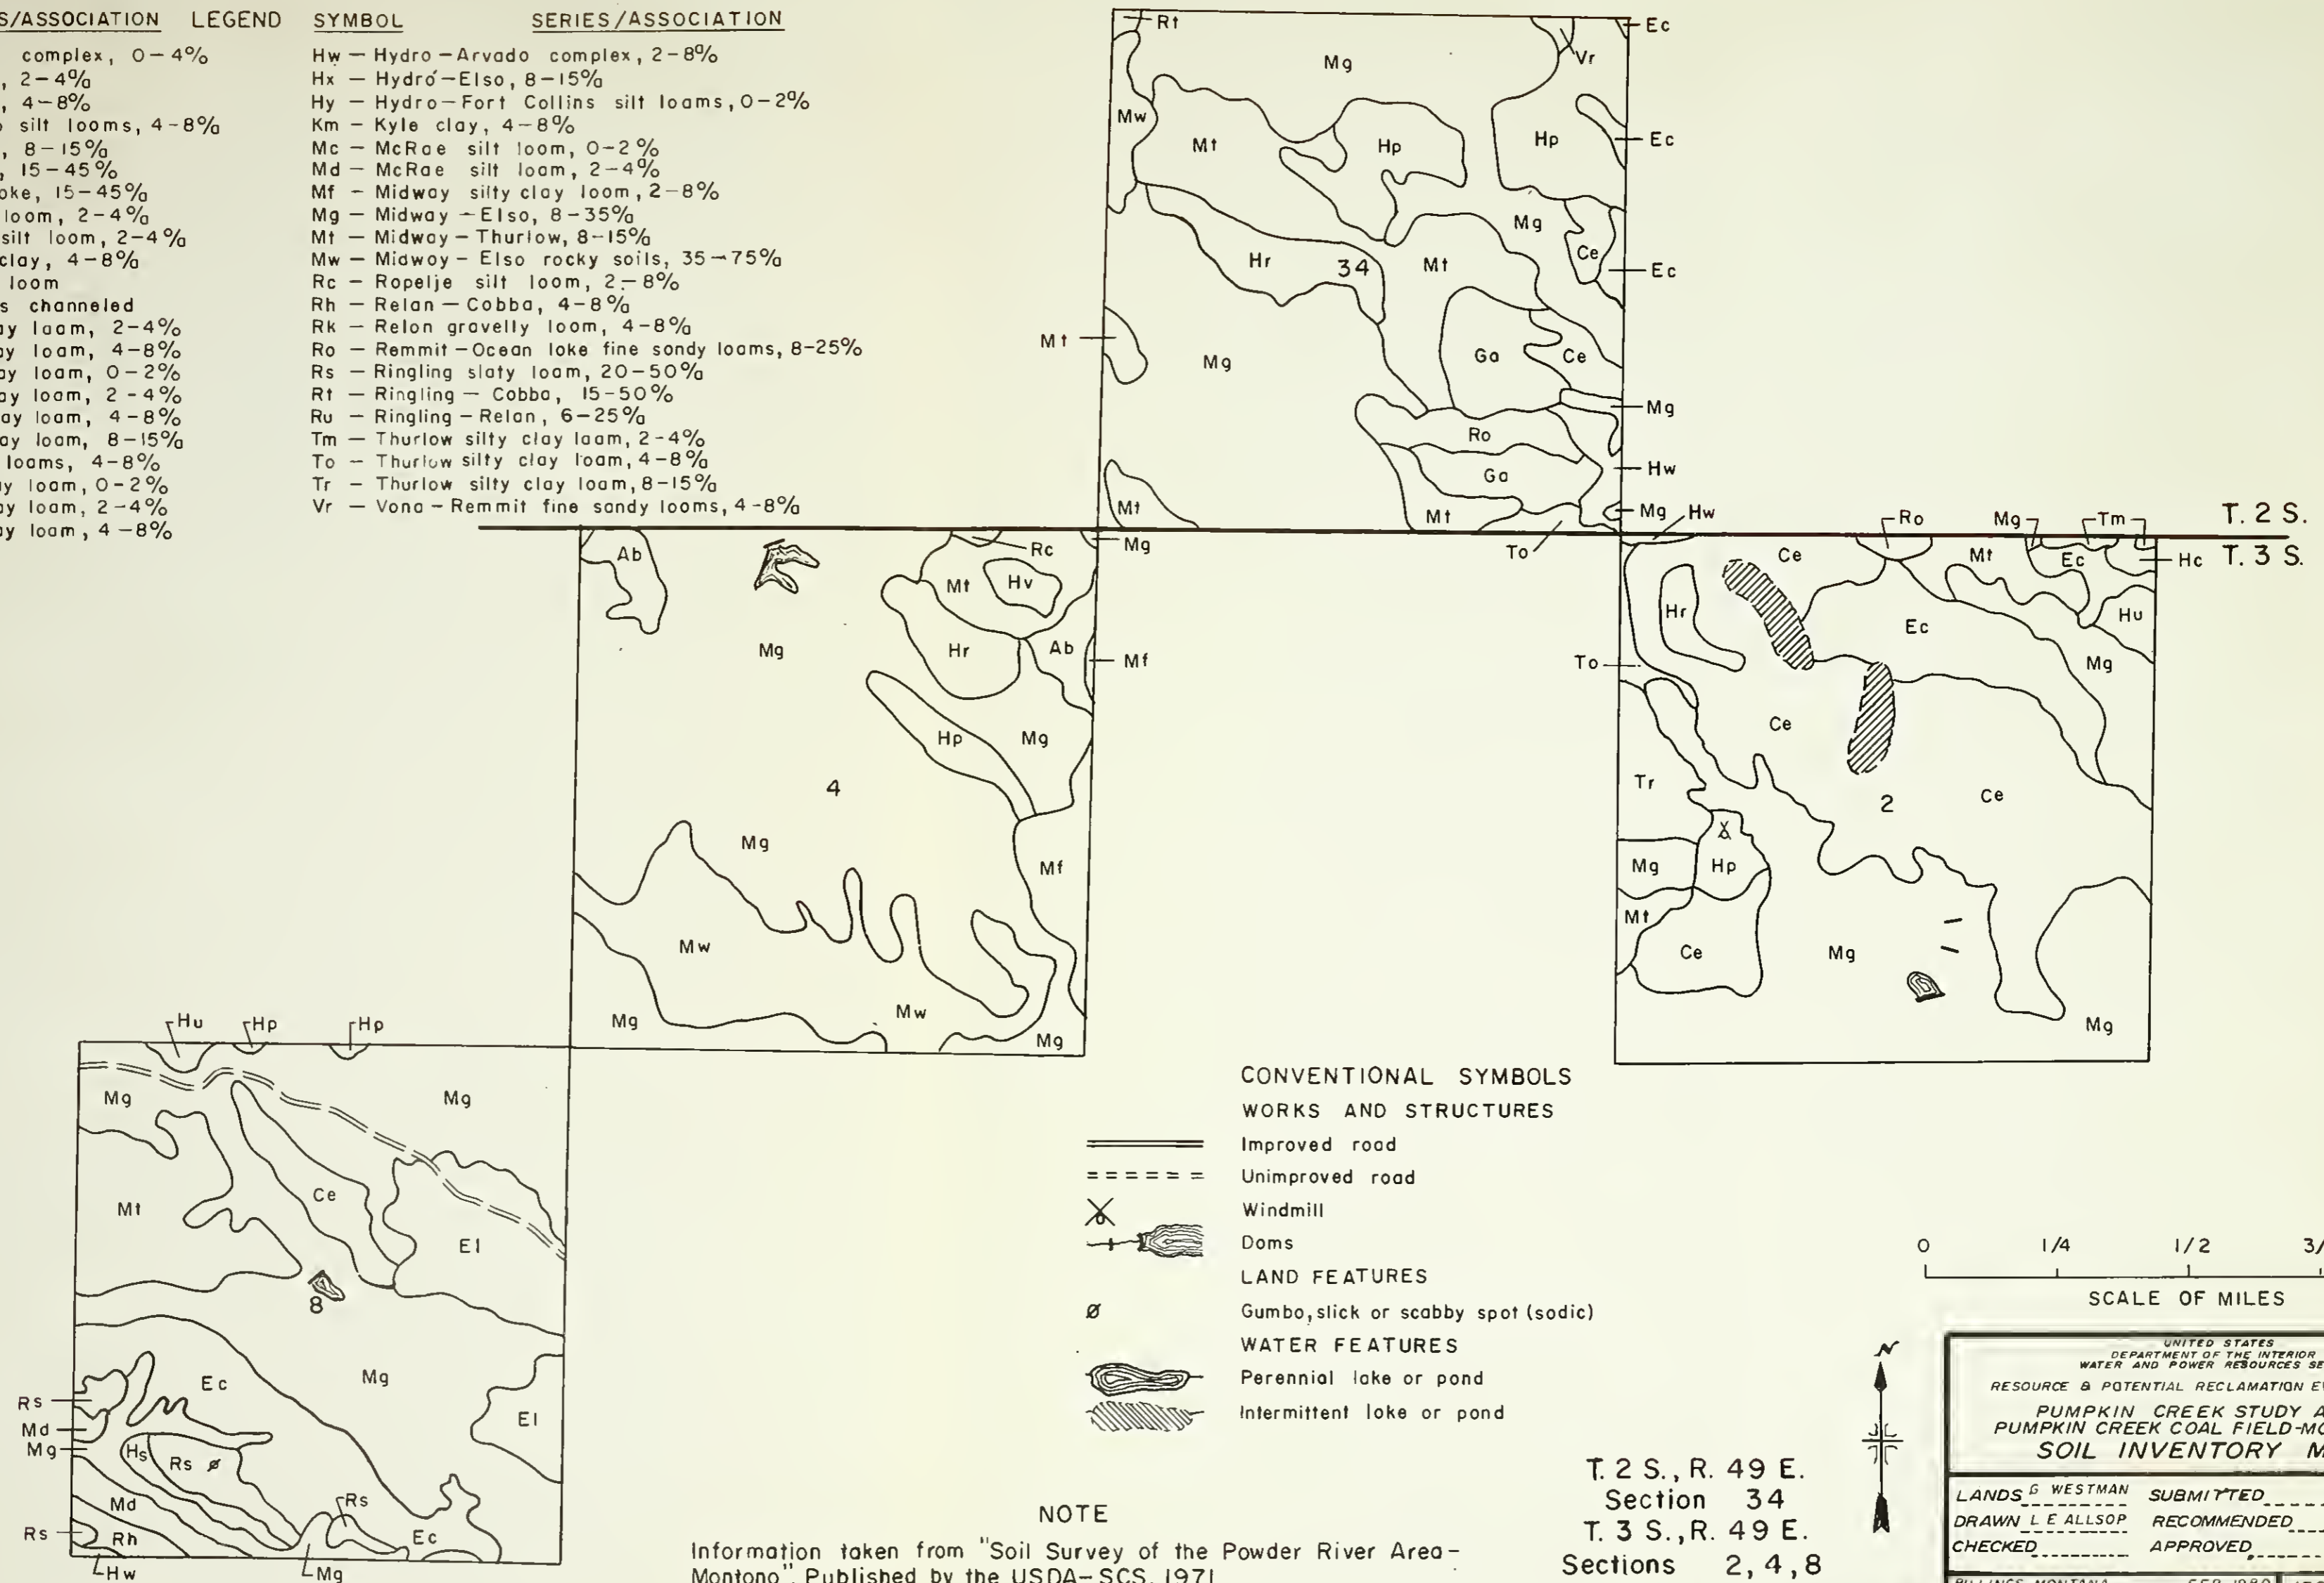 S/ASSOCIATION LEGEND SYMBOL SERIES/ASSOCIATION
complex, 0-4%
, 2-4%
, 4-8%
silt looms, 4-8%
, 8-15%
, 15-45%
oke, 15-45%
loom, 2-4%
silt loom, 2-4%
clay, 4-8%
loom
s channeled
ay loam, 2-4%
ay loam, 4-8%
ay loam, 0-2%
ay loam, 2-4%
ay loam, 4-8%
ay loam, 8-15%
loams, 4-8%
ay loam, 0-2%
ay loam, 2-4%
ay loam, 4-8%
Hw - Hydro-Arvado complex, 2-8%
Hx - Hydro-Elso, 8-15%
Hy - Hydro-Fort Collins silt loams, 0-2%
Km - Kyle clay, 4-8%
Mc - McRae silt loom, 0-2%
Md - McRae silt loam, 2-4%
Mf - Midway silty clay loom, 2-8%
Mg - Midway-Elso, 8-35%
Mt - Midway-Thurlow, 8-15%
Mw - Midwoy-Elso rocky soils, 35-75%
Rc - Ropelje silt loom, 2-8%
Rh - Relan-Cobba, 4-8%
Rk - Relon gravelly loom, 4-8%
Ro - Remmit-Ocean loke fine sondy loams, 8-25%
Rs - Ringling slaty loam, 20-50%
Rt - Ringling-Cobba, 15-50%
Ru - Ringling-Relan, 6-25%
Tm - Thurlow silty clay laam, 2-4%
To - Thurlow silty clay loam, 4-8%
Tr - Thurlow silty clay loam, 8-15%
Vr - Vona-Remmit fine sandy looms, 4-8%
Rt
Ec
Mg
Vr
Mw
Mt
Hp
Hp
Ec
Mg
Ce
Hr
34
Mt
Ec
Mt
Mg
Ga
Ce
Mg
Ro
Ga
Hw
Mt
Mt
Mg
To
T. 2 S.
T. 3 S.
Ab
Rc
Mg
Mt
Hv
Mg
Hr
Ab
Mf
Hp
Mg
4
Mg
Mf
Mw
Mg
Mw
Mg
Hw
Ro
Mg
Tm
Ce
Mt
Ec
Hc
Hr
Hu
Ec
To
Mg
Ce
Tr
2
Ce
Mg
Hp
Mt
Ce
Mg
Mg
Hu
Hp
Hp
Mg
Mg
Ce
Mt
El
8
Ec
Mg
Rs
El
Md
Mg
Hs
Rs
Md
Rs
Rs
Rh
Ec
Hw
Mg
CONVENTIONAL SYMBOLS
WORKS AND STRUCTURES
Improved road
Unimproved road
Windmill
Doms
LAND FEATURES
Gumbo, slick or scabby spot (sodic)
WATER FEATURES
Perennial lake or pond
Intermittent loke or pond
NOTE
Information taken from "Soil Survey of the Powder River Area-
Montono". Published by the USDA-SCS, 1971
T. 2 S., R. 49 E.
Section 34
T. 3 S., R. 49 E.
Sections 2, 4, 8
N
0 1/4 1/2 3/
SCALE OF MILES
UNITED STATES
DEPARTMENT OF THE INTERIOR
WATER AND POWER RESOURCES SE
RESOURCE & POTENTIAL RECLAMATION E
PUMPKIN CREEK STUDY A
PUMPKIN CREEK COAL FIELD-MO
SOIL INVENTORY M
LANDS G WESTMAN SUBMITTED
DRAWN L E ALLSOP RECOMMENDED
CHECKED APPROVED
BILLINGS MONTANA FEB 1980